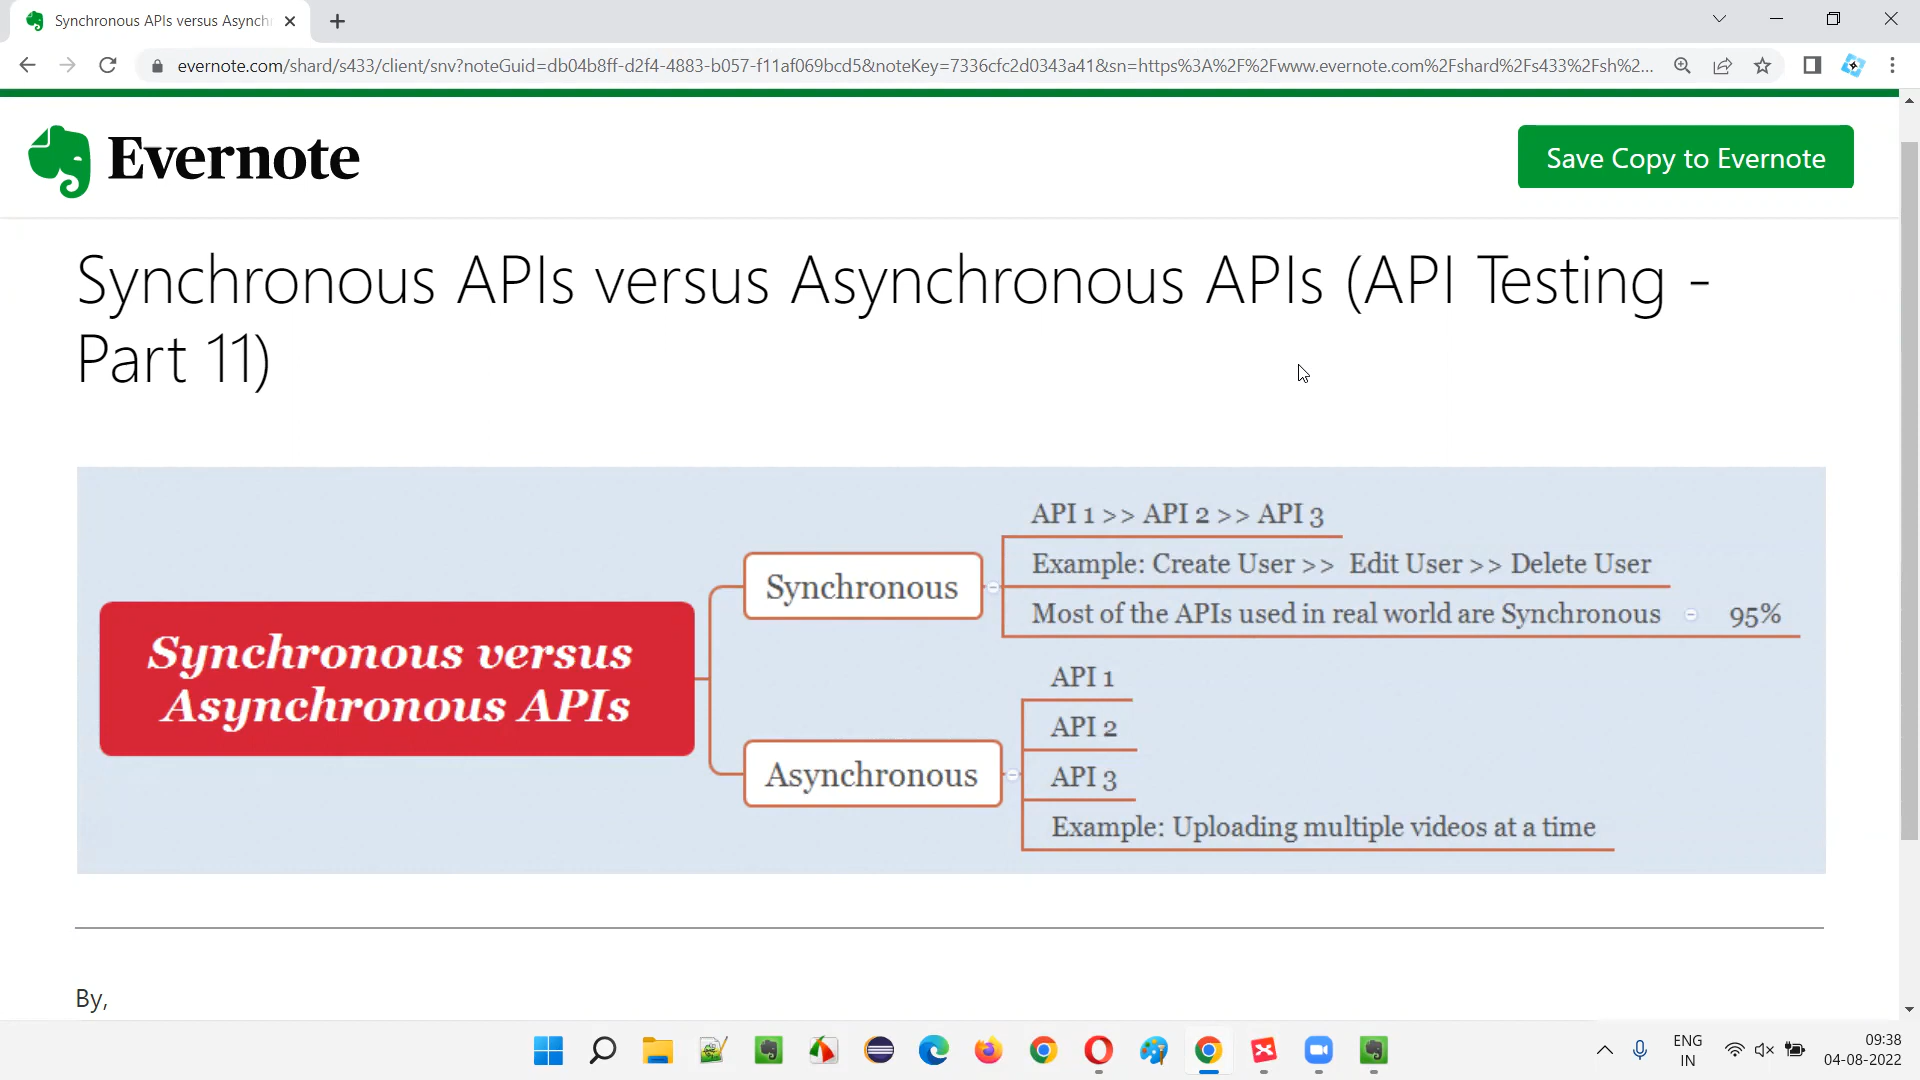 Synchronous APIs versus Asynchr
evernote.com/shard/s433/client/snv?noteGuid=db04b8ff-d2f4-4883-b057-f11af069bcd5&noteKey=7336cfc2d0343a41&sn=https%3A%2F%2Fwww.evernote.com%2Fshard%2Fs433%2Fsh%2...
Evernote
Save Copy to Evernote
Synchronous APIs versus Asynchronous APIs (API Testing -
Part 11)
API 1 >> API 2 >> API 3
Example: Create User >> Edit User >> Delete User
Synchronous
Most of the APIs used in real world are Synchronous 95%
Synchronous versus
Asynchronous APIs
API 1
API 2
Asynchronous
API 3
Example: Uploading multiple videos at a time
By,
ENG
IN
09:38
04-08-2022